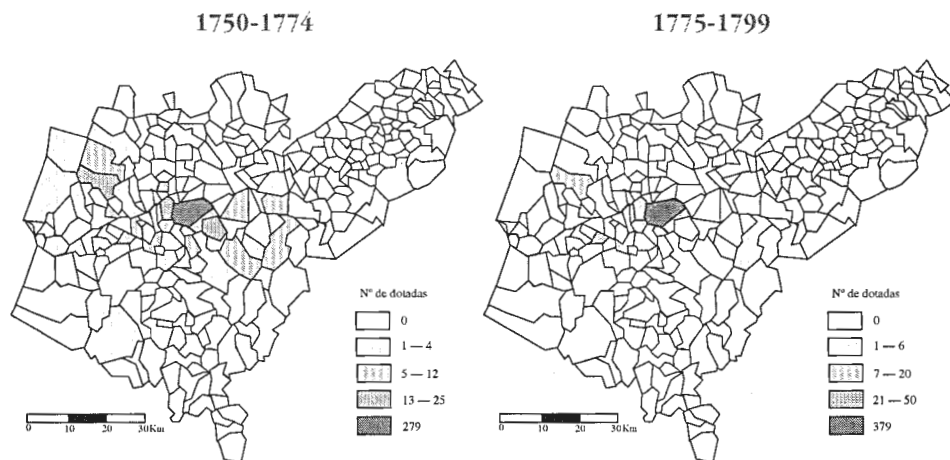 1750-1774
1775-1799
Nº de dotadas
0
1 — 4
5 — 12
13 — 25
279
0 10 20 30Km
Nº de dotadas
0
1 — 6
7 — 20
21 — 50
379
0 10 20 30Km